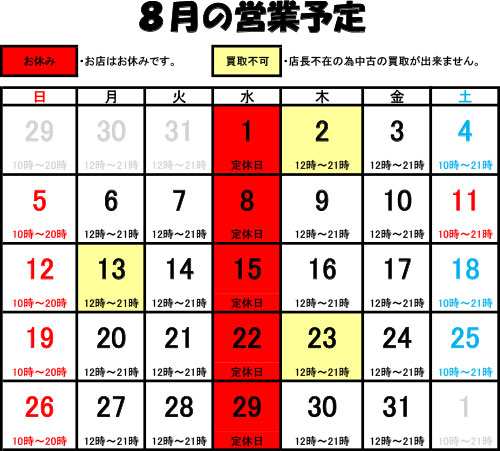 ８月の営業予定
お休み ・お店はお休みです。 買取不可 ・店長不在の為中古の買取が出来ません。
日 月 火 水 木 金 土
29 30 31 1 2 3 4
10時～20時 12時～21時 12時～21時 定休日 12時～21時 12時～21時 10時～21時
5 6 7 8 9 10 11
10時～20時 12時～21時 12時～21時 定休日 12時～21時 12時～21時 10時～21時
12 13 14 15 16 17 18
10時～20時 12時～21時 12時～21時 定休日 12時～21時 12時～21時 10時～21時
19 20 21 22 23 24 25
10時～20時 12時～21時 12時～21時 定休日 12時～21時 12時～21時 10時～21時
26 27 28 29 30 31 1
10時～20時 12時～21時 12時～21時 定休日 12時～21時 12時～21時 10時～21時